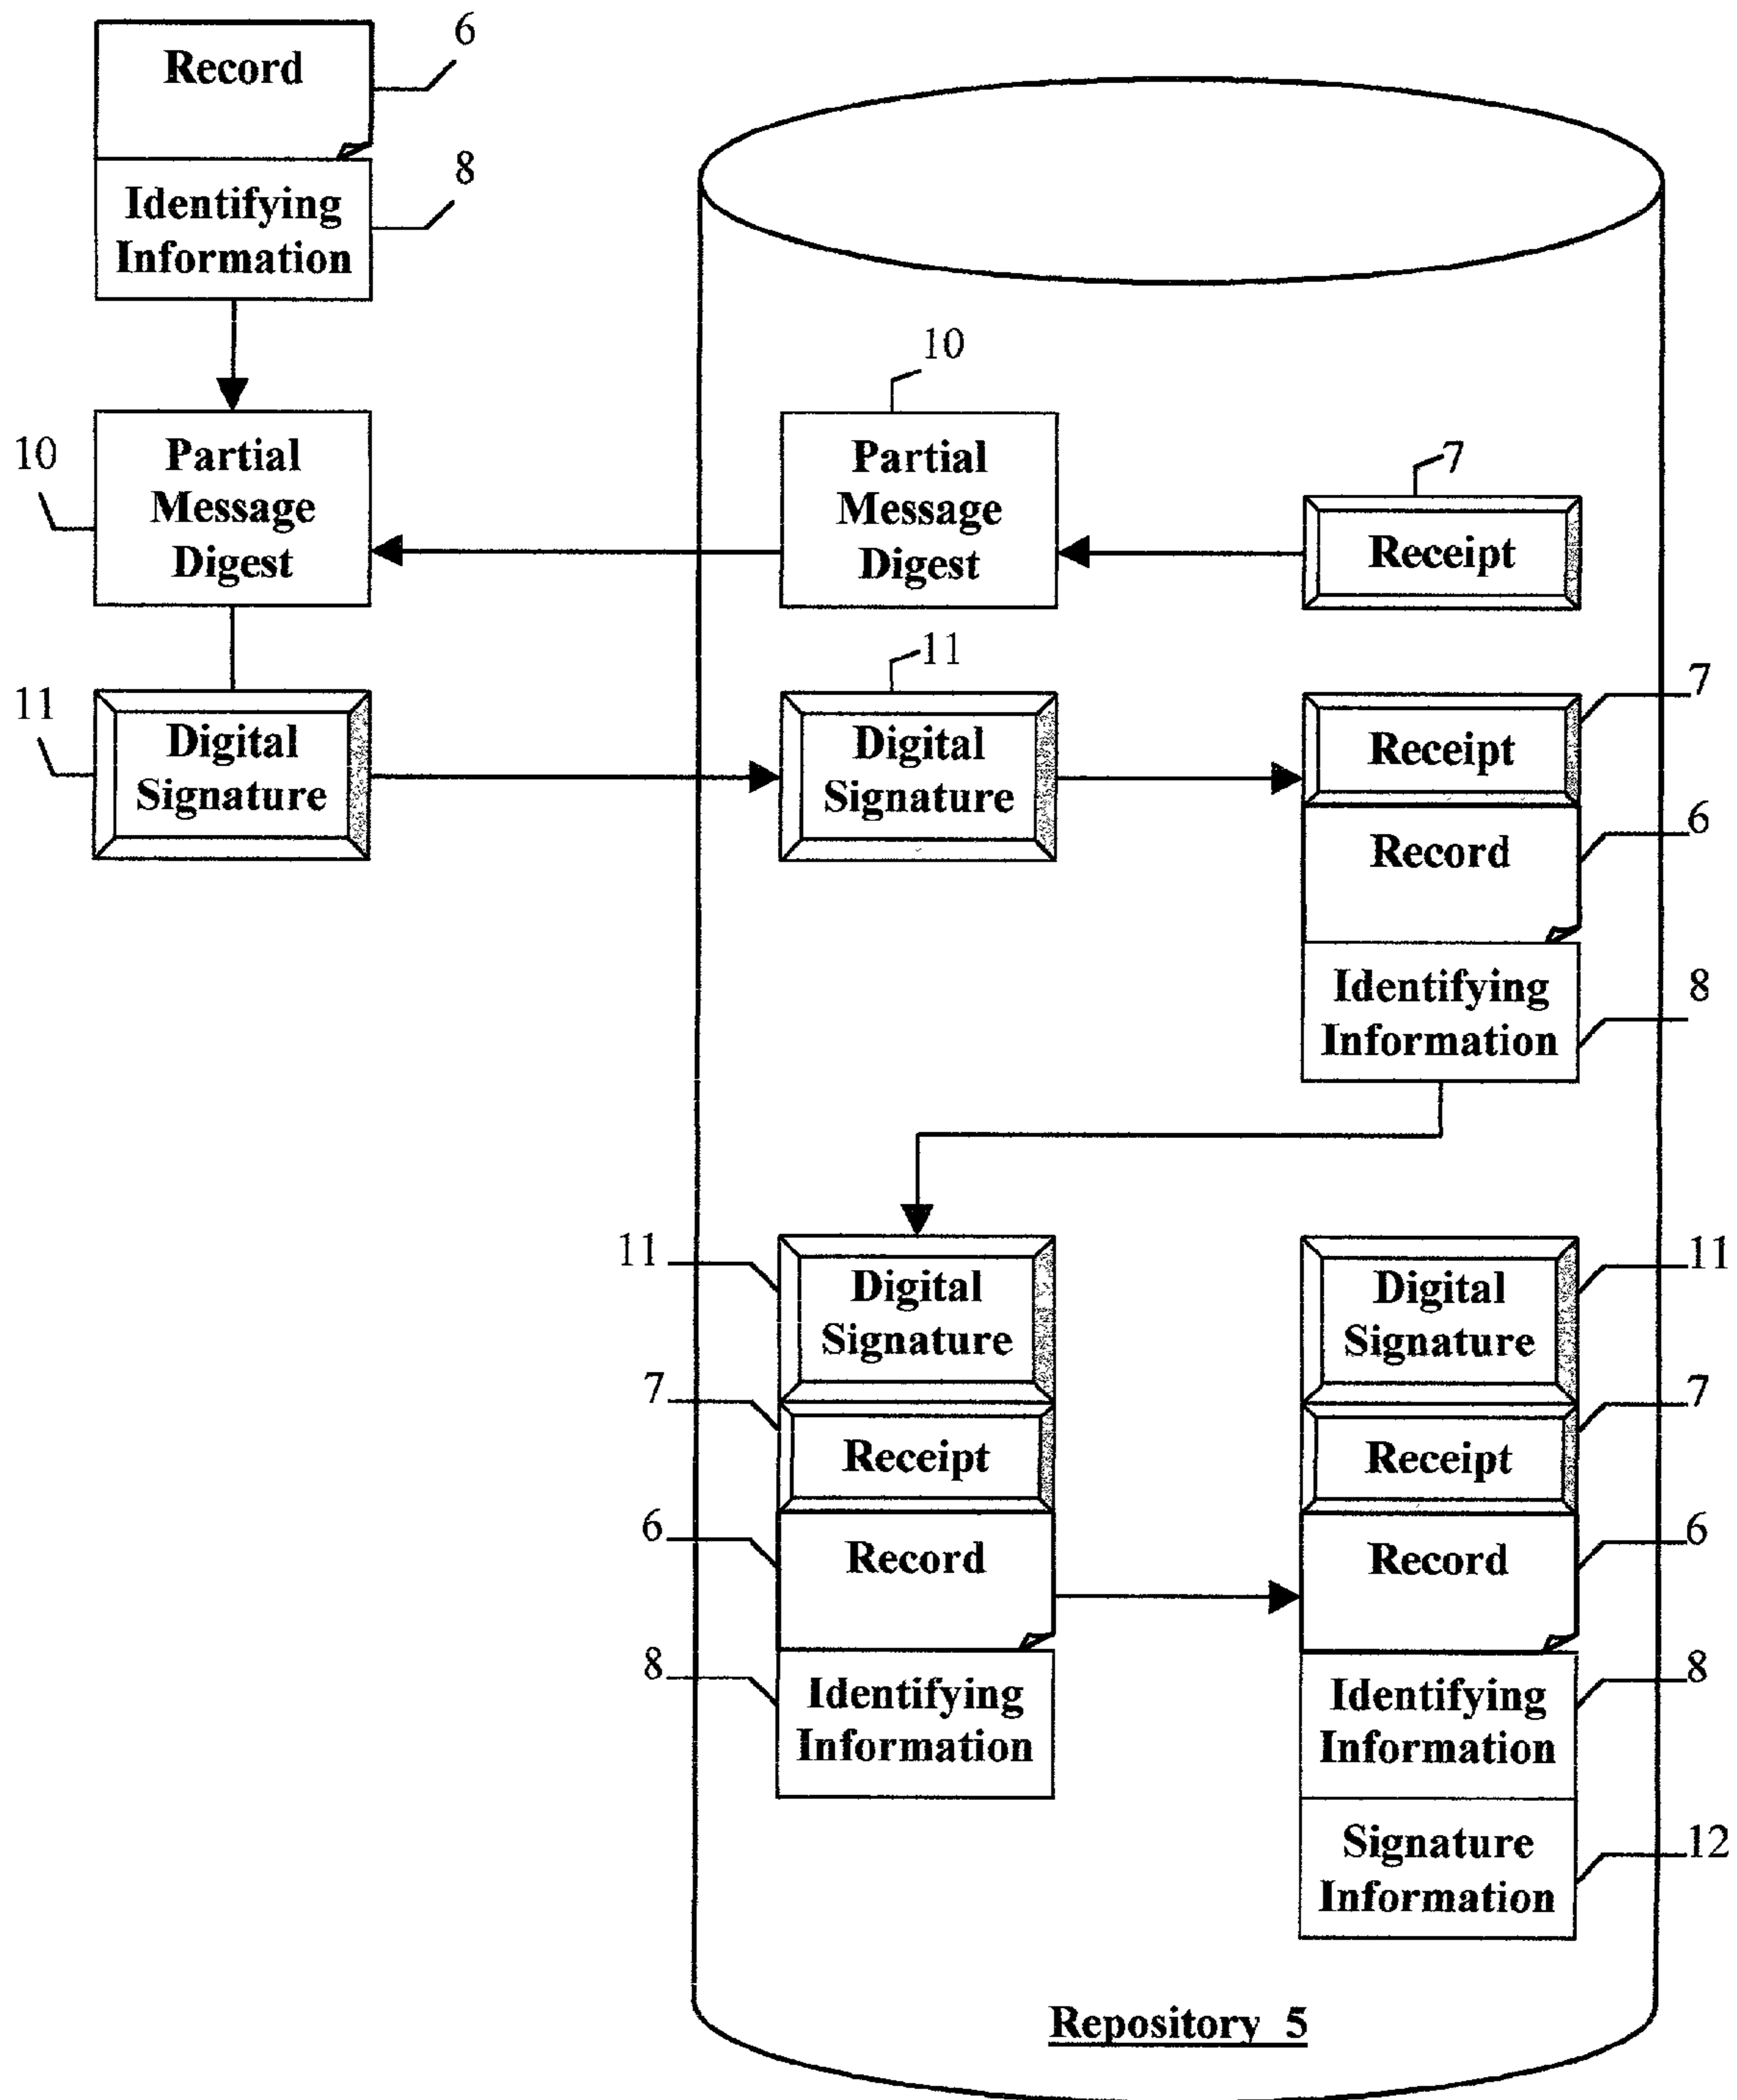 Record
6
Identifying
Information
8
10
Partial
Message
Digest
10
Partial
Message
Digest
7
Receipt
11
Digital
Signature
11
Digital
Signature
7
Receipt
6
Record
8
Identifying
Information
11
Digital
Signature
7
Receipt
6
Record
8
Identifying
Information
11
Digital
Signature
7
Receipt
6
Record
8
Identifying
Information
12
Signature
Information
Repository 5